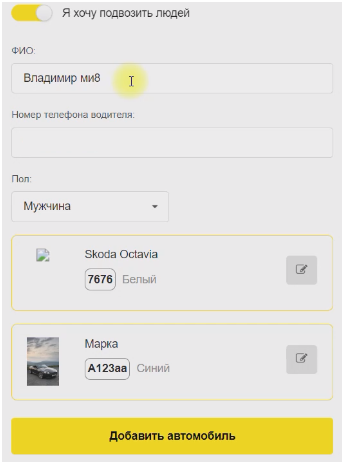 Я хочу подвозить людей
ФИО:
Владимир ми8
Номер телефона водителя:
Пол:
Мужчина
Skoda Octavia
7676 Белый
Марка
А123аа Синий
Добавить автомобиль